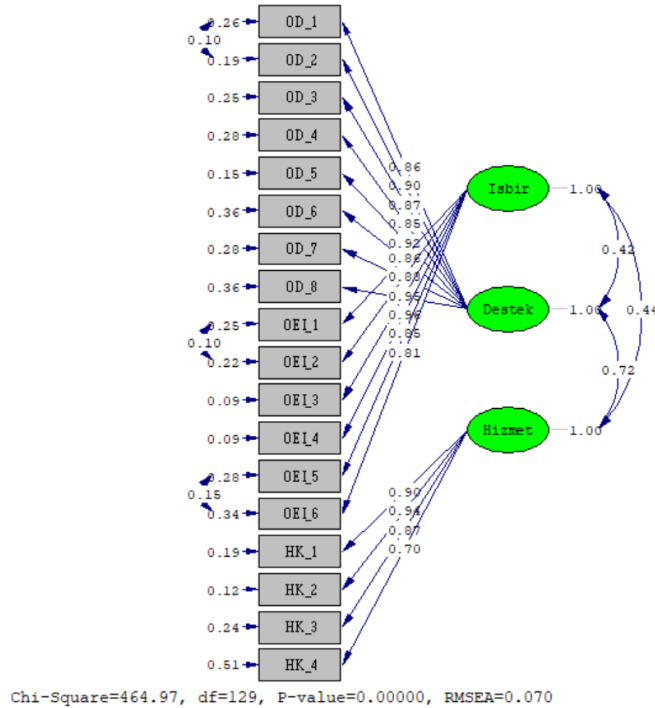 0.26 OD_1
0.10
0.19 OD_2
0.25 OD_3
0.28 OD_4
0.15 OD_5
0.36 OD_6
0.28 OD_7
0.36 OD_8
0.25 OEI_1
0.10
0.22 OEI_2
0.09 OEI_3
0.09 OEI_4
0.28 OEI_5
0.15
0.34 OEI_6
0.19 HK_1
0.12 HK_2
0.24 HK_3
0.51 HK_4
0.86
0.90
0.87
0.85
0.92
0.95
0.96
0.85
0.81
0.90
0.94
0.87
0.70
Isbir 1.00
0.42
Destek 1.00
0.44
0.72
Hizmet 1.00
Chi-Square=464.97, df=129, P-value=0.00000, RMSEA=0.070